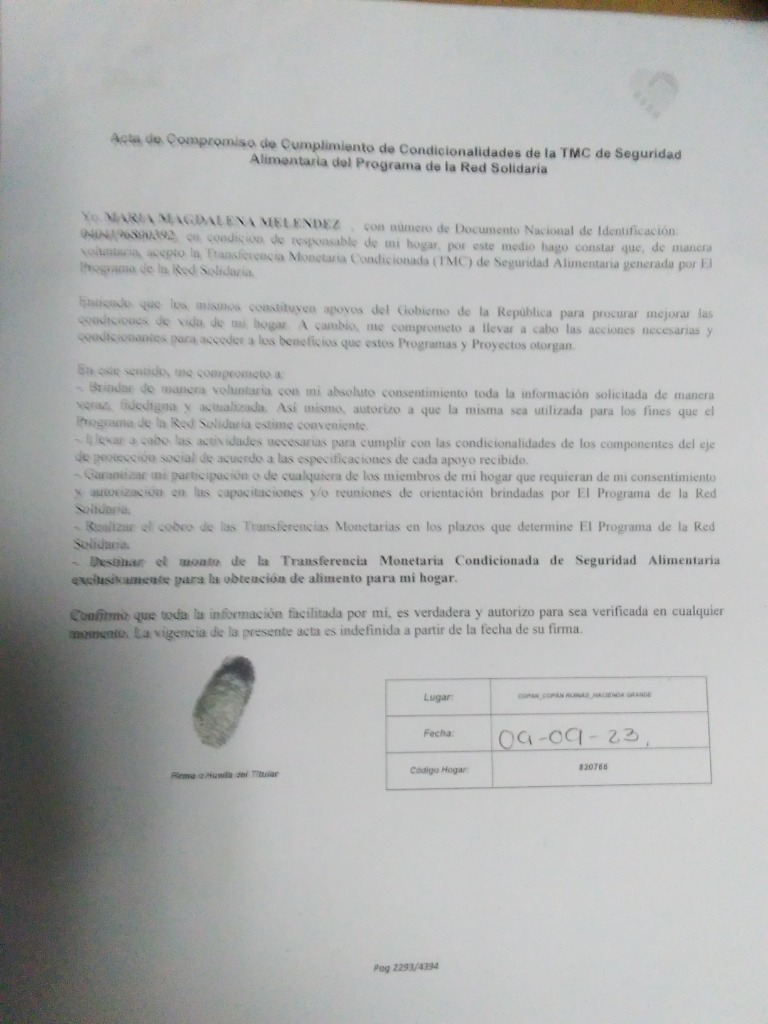 Acta de Compromiso de Cumplimiento de Condicionalidades de la TMC de Seguridad
Alimentaria del Programa de la Red Solidaria
Yo, MARIA MAGDALENA MELENDEZ , con número de Documento Nacional de Identificación:
en condición de responsable de mi hogar, por este medio hago constar que, de manera
voluntaria, acepto la Transferencia Monetaria Condicionada (TMC) de Seguridad Alimentaria generada por El
Programa de la Red Solidaria.
Entiendo que los mismos constituyen apoyos del Gobierno de la República para procurar mejorar las
condiciones de vida de mi hogar. A cambio, me comprometo a llevar a cabo las acciones necesarias y
condicionantes para acceder a los beneficios que estos Programas y Proyectos otorgan.
En este sentido, me comprometo a:
- Brindar de manera voluntaria con mi absoluto consentimiento toda la información solicitada de manera
veraz, fidedigna y actualizada. Así mismo, autorizo a que la misma sea utilizada para los fines que el
Programa de la Red Solidaria estime conveniente.
- Llevar a cabo las actividades necesarias para cumplir con las condicionalidades de los componentes del eje
de protección social de acuerdo a las especificaciones de cada apoyo recibido.
- Garantizar mi participación o de cualquiera de los miembros de mi hogar que requieran de mi consentimiento
y autorización en las capacitaciones y/o reuniones de orientación brindadas por El Programa de la Red
Solidaria.
- Realizar el cobro de las Transferencias Monetarias en los plazos que determine El Programa de la Red
Solidaria.
- Destinar el monto de la Transferencia Monetaria Condicionada de Seguridad Alimentaria
exclusivamente para la obtención de alimento para mi hogar.
Confirmo que toda la información facilitada por mí, es verdadera y autorizo para sea verificada en cualquier
momento. La vigencia de la presente acta es indefinida a partir de la fecha de su firma.
Lugar: COPAN_COPAN RUINAS_HACIENDA GRANDE
Fecha: 09-09-23,
Código Hogar: 820766
Firma o Huella del Titular
Pag 2293/4394